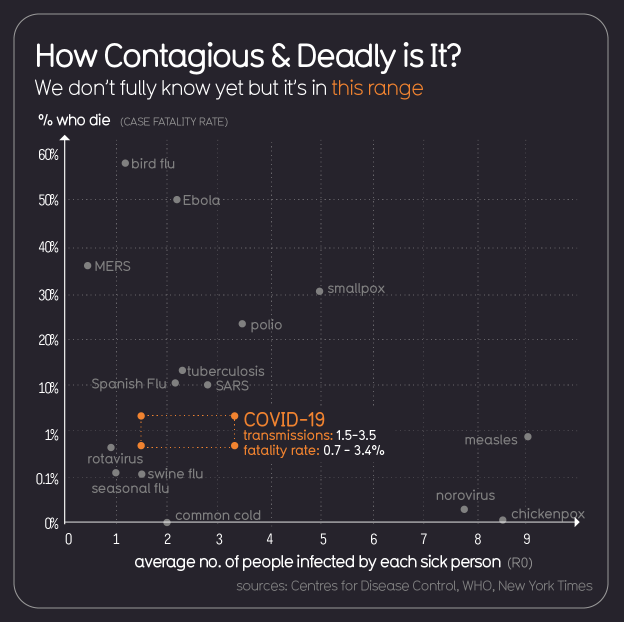 How Contagious & Deadly is It?
We don't fully know yet but it's in this range
% who die (CASE FATALITY RATE)
60%
bird flu
50%
Ebola
40%
MERS
30%
smallpox
polio
20%
tuberculosis
Spanish Flu
SARS
10%
COVID-19
transmissions: 1.5-3.5
1%
measles
fatality rate: 0.7 - 3.4%
rotavirus
swine flu
0.1%
seasonal flu
norovirus
common cold
chickenpox
0%
0 1 2 3 4 5 6 7 8 9
average no. of people infected by each sick person (R0)
sources: Centres for Disease Control, WHO, New York Times